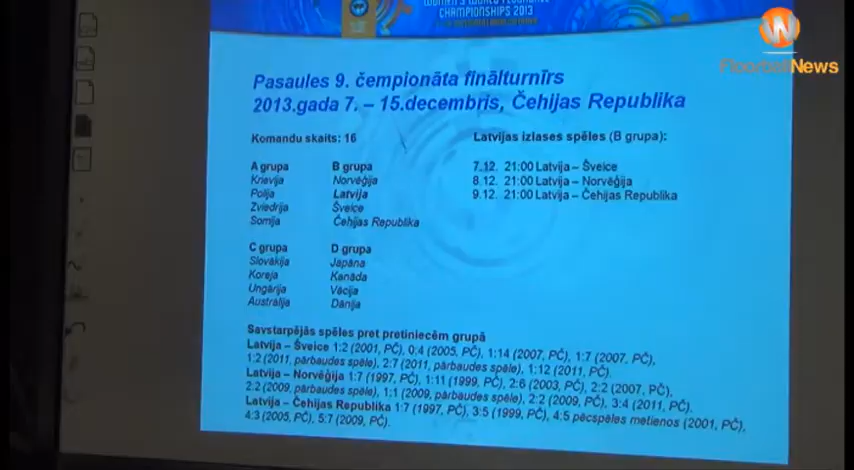 WOMEN'S WORLD FLOORBALL
CHAMPIONSHIPS 2013
FloorballNews
Pasaules 9. čempionāta finālturnīrs
2013.gada 7. – 15.decembris, Čehijas Republika
Komandu skaits: 16
A grupa
Krievija
Polija
Zviedrija
Somija
B grupa
Norvēģija
Latvija
Šveice
Čehijas Republika
C grupa
Slovākija
Koreja
Ungārija
Austrālija
D grupa
Japāna
Kanāda
Vācija
Dānija
Latvijas izlases spēles (B grupa):
7.12. 21:00 Latvija – Šveice
8.12. 21:00 Latvija – Norvēģija
9.12. 21:00 Latvija – Čehijas Republika
Savstarpējās spēles pret pretiniecēm grupā
Latvija – Šveice 1:2 (2001, PČ), 0:4 (2005, PČ), 1:14 (2007, PČ), 1:7 (2007, PČ),
1:2 (2011, pārbaudes spēle), 2:7 (2011, pārbaudes spēle), 1:12 (2011, PČ).
Latvija – Norvēģija 1:7 (1997, PČ), 1:11 (1999, PČ), 2:6 (2003, PČ), 2:2 (2007, PČ),
2:2 (2009, pārbaudes spēle), 1:1 (2009, pārbaudes spēle), 2:2 (2009, PČ), 3:4 (2011, PČ).
Latvija – Čehijas Republika 1:7 (1997, PČ), 3:5 (1999, PČ), 4:5 pēcspēles metienos (2001, PČ),
4:3 (2005, PČ), 5:7 (2009, PČ).